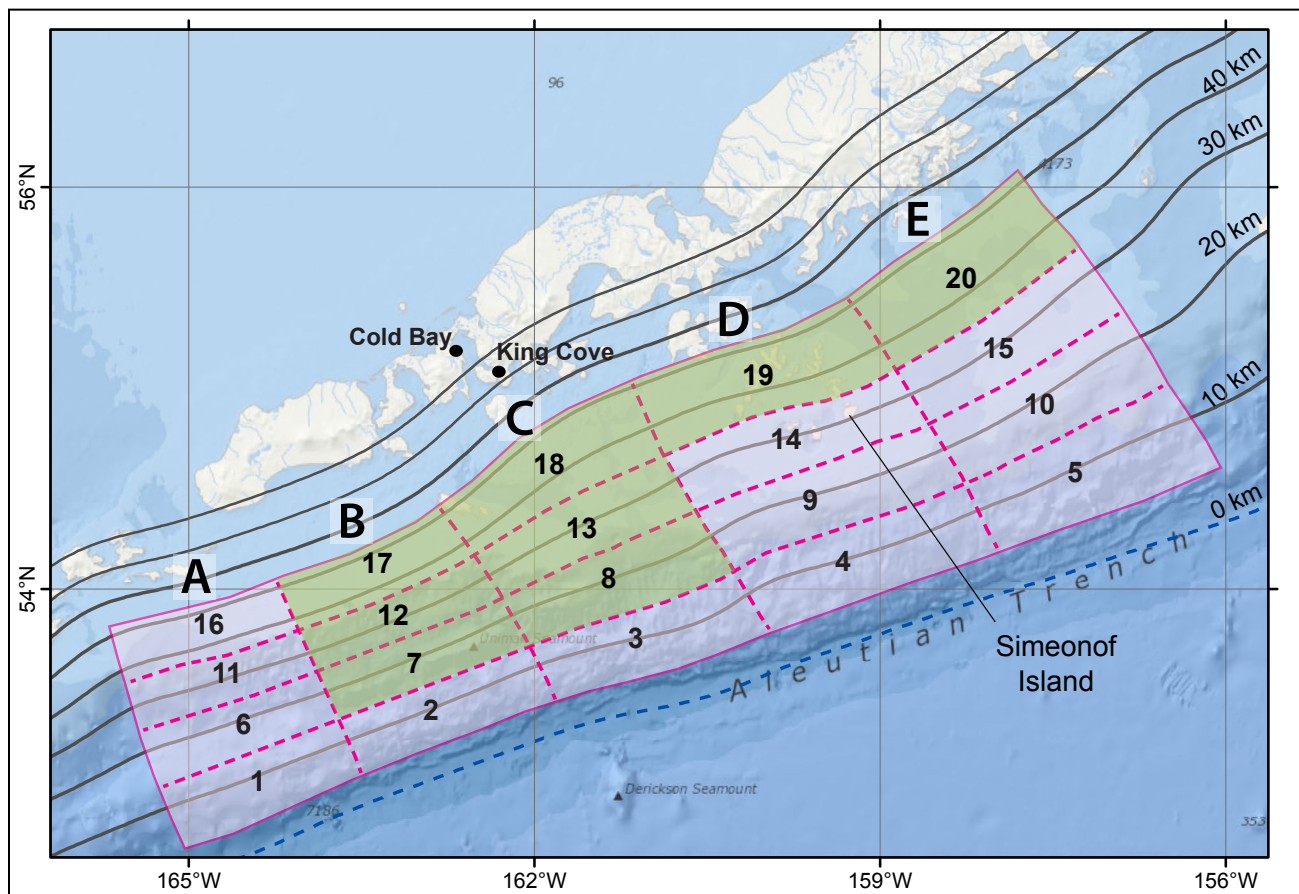 96
40 km
30 km
20 km
10 km
0 km
56°N
54°N
4173
E
20
D
Cold Bay
King Cove
19
15
C
14
10
18
B
9
5
13
17
8
4
A
12
16
3
Unimak Seamount
7
11
2
6
1
Simeonof
Island
Aleutian Trench
Derickson Seamount
7186
353
165°W
162°W
159°W
156°W